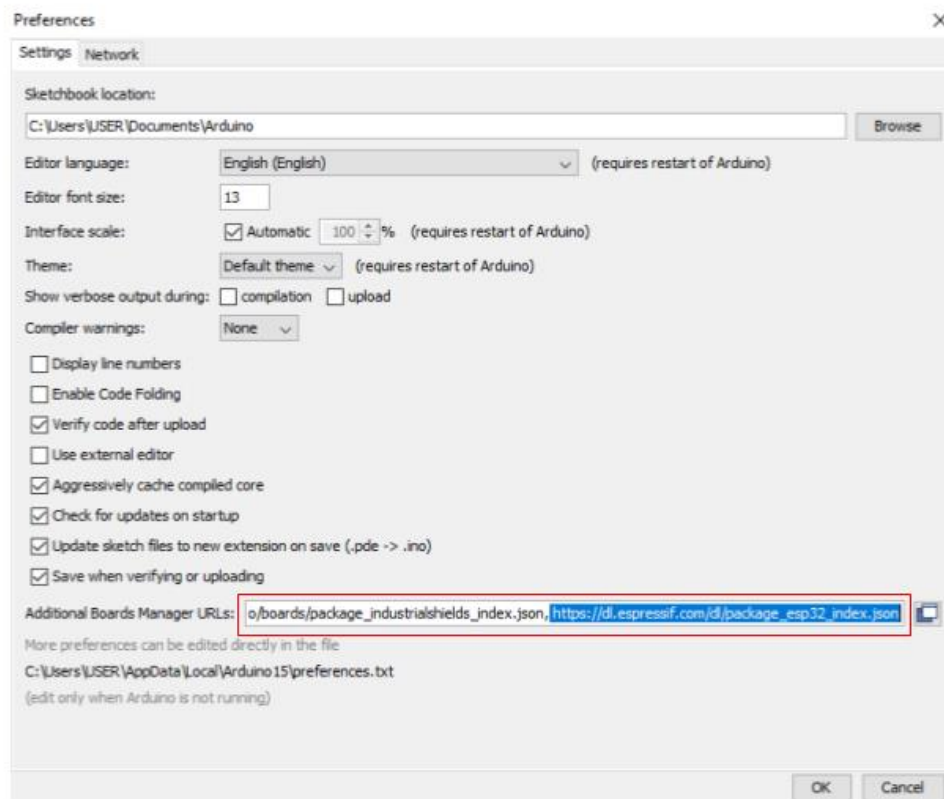 Preferences
Settings Network
Sketchbook location:
C:\Users\USER\Documents\Arduino Browse
Editor language: English (English) (requires restart of Arduino)
Editor font size: 13
Interface scale: Automatic 100 % (requires restart of Arduino)
Theme: Default theme (requires restart of Arduino)
Show verbose output during: compilation upload
Compiler warnings: None
Display line numbers
Enable Code Folding
Verify code after upload
Use external editor
Aggressively cache compiled core
Check for updates on startup
Update sketch files to new extension on save (.pde -> .ino)
Save when verifying or uploading
Additional Boards Manager URLs: o/boards/package_industrialshields_index.json, https://dl.espressif.com/dl/package_esp32_index.json
More preferences can be edited directly in the file
C:\Users\USER\AppData\Local\Arduino15\preferences.txt
(edit only when Arduino is not running)
OK Cancel